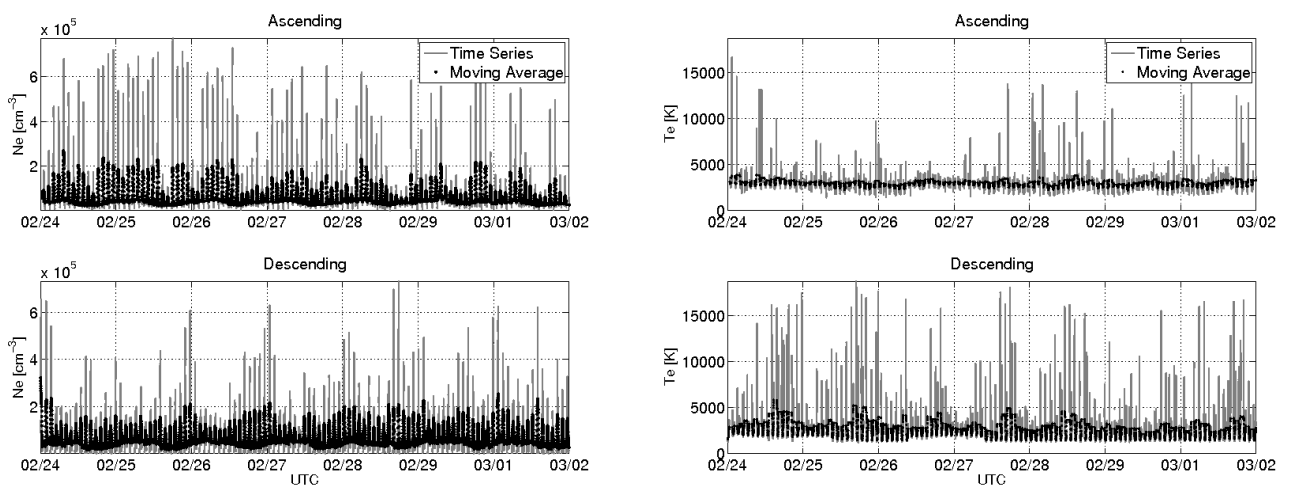 Ascending
x 10⁵
Time Series
Moving Average
6
4
2
Ne [cm⁻³]
02/24 02/25 02/26 02/27 02/28 02/29 03/01 03/02
Ascending
Time Series
Moving Average
15000
10000
5000
0
Te [K]
02/24 02/25 02/26 02/27 02/28 02/29 03/01 03/02
Descending
x 10⁵
6
4
2
Ne [cm⁻³]
02/24 02/25 02/26 02/27 02/28 02/29 03/01 03/02
UTC
Descending
15000
10000
5000
0
Te [K]
02/24 02/25 02/26 02/27 02/28 02/29 03/01 03/02
UTC